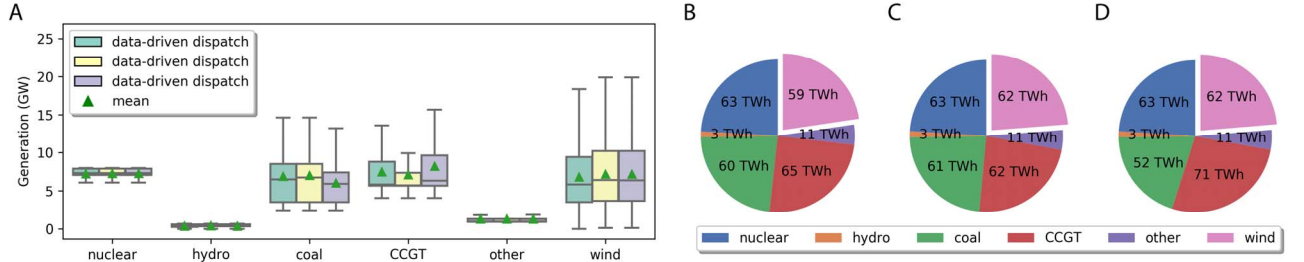 A
Generation (GW)
25
20
15
10
5
0
data-driven dispatch
data-driven dispatch
data-driven dispatch
mean
nuclear
hydro
coal
CCGT
other
wind
B
63 TWh
59 TWh
3 TWh
11 TWh
60 TWh
65 TWh
C
63 TWh
62 TWh
3 TWh
11 TWh
61 TWh
62 TWh
D
63 TWh
62 TWh
3 TWh
11 TWh
52 TWh
71 TWh
nuclear
hydro
coal
CCGT
other
wind